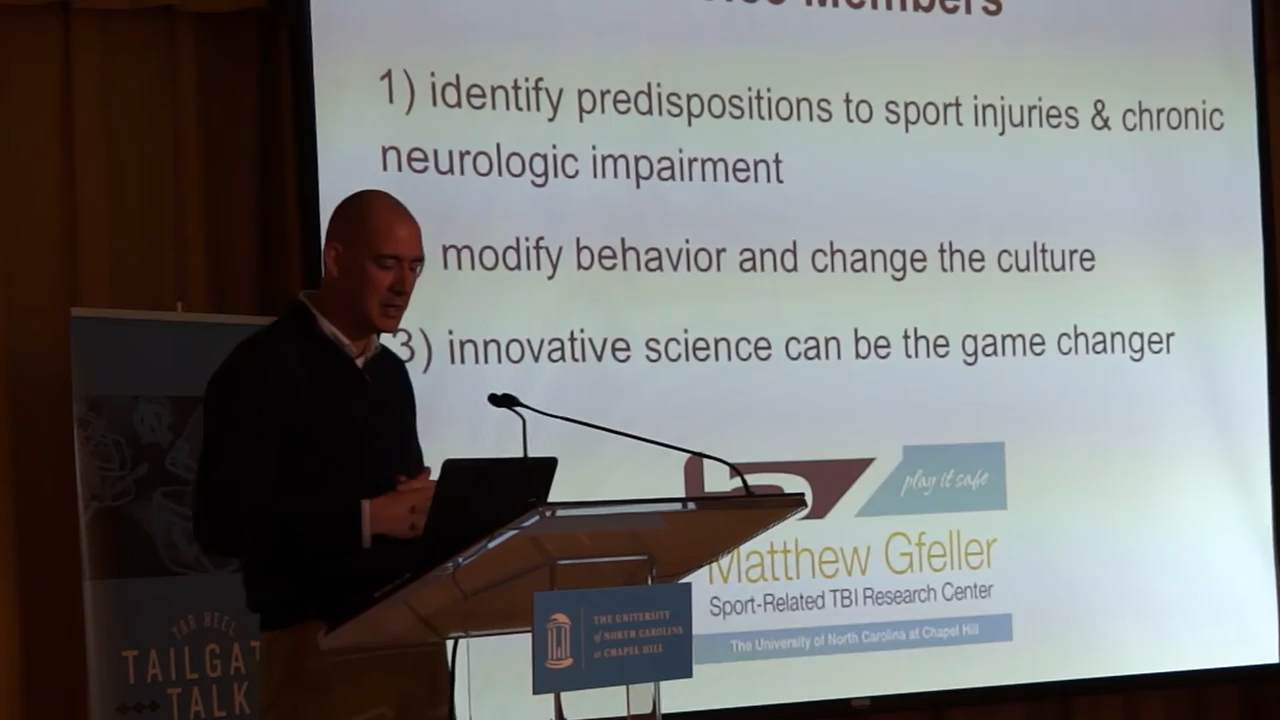 Members
1) identify predispositions to sport injuries & chronic
neurologic impairment
modify behavior and change the culture
3) innovative science can be the game changer
play it safe
Matthew Gfeller
Sport-Related TBI Research Center
The University of North Carolina at Chapel Hill
THE UNIVERSITY
of NORTH CAROLINA
at CHAPEL HILL
TAR HEEL
TAILGAT
TALK